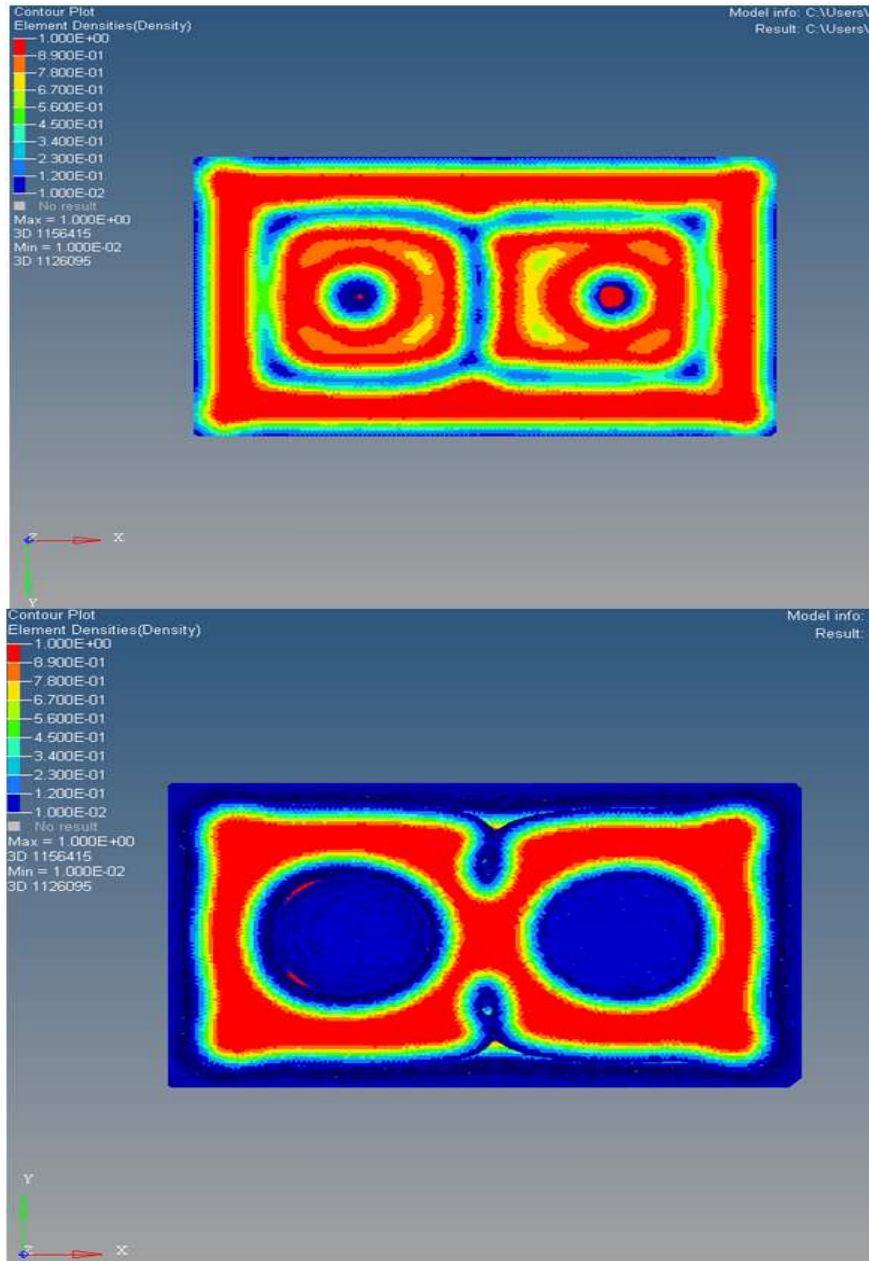 Contour Plot
Element Densities(Density)
Model info: C:\Users\
Result: C:\Users\
1.000E+00
8.900E-01
7.800E-01
6.700E-01
5.600E-01
4.500E-01
3.400E-01
2.300E-01
1.200E-01
1.000E-02
No result
Max = 1.000E+00
3D 1156415
Min = 1.000E-02
3D 1126095
Z X
Y
Contour Plot
Element Densities(Density)
Model info:
Result:
1.000E+00
8.900E-01
7.800E-01
6.700E-01
5.600E-01
4.500E-01
3.400E-01
2.300E-01
1.200E-01
1.000E-02
No result
Max = 1.000E+00
3D 1156415
Min = 1.000E-02
3D 1126095
Y
Z X